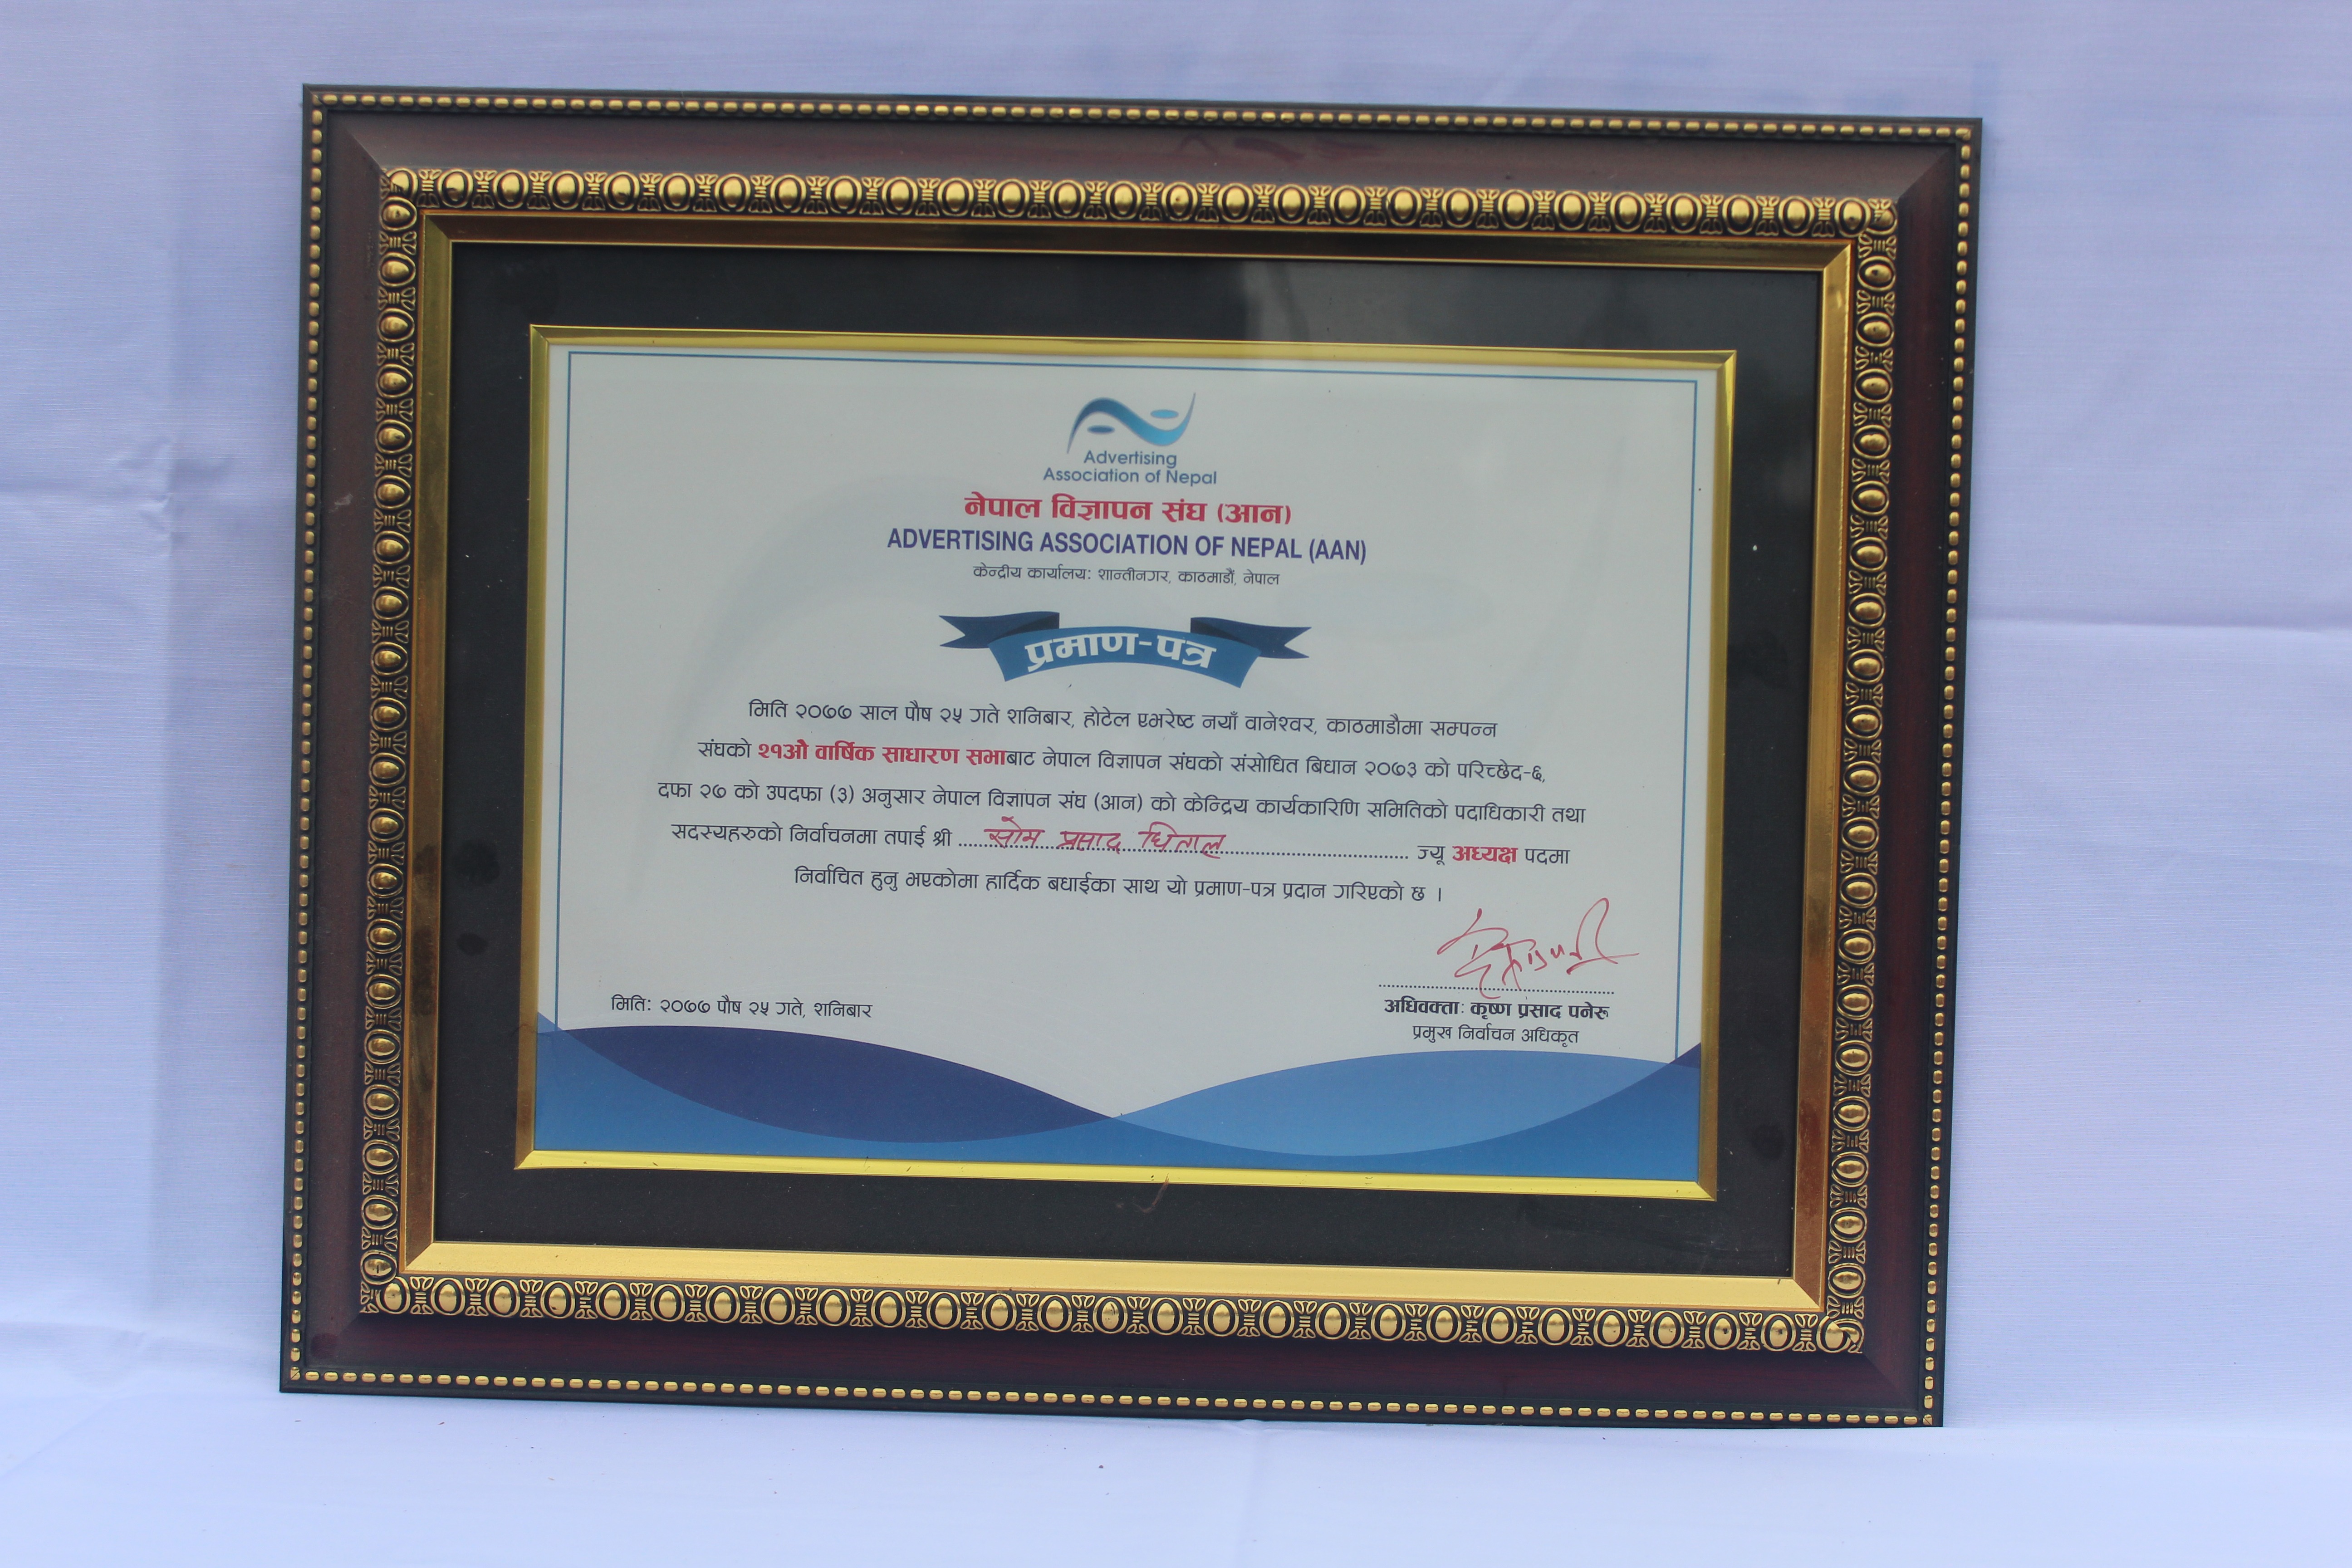 Advertising
Association of Nepal
नेपाल विज्ञापन संघ (आन)
ADVERTISING ASSOCIATION OF NEPAL (AAN)
केन्द्रीय कार्यालय: शान्तीनगर, काठमाडौं, नेपाल
प्रमाण-पत्र
मिति २०७७ साल पौष २५ गते शनिबार, होटेल एभरेष्ट नयाँ वानेश्वर, काठमाडौमा सम्पन्न
संघको २१औ वार्षिक साधारण सभाबाट नेपाल विज्ञापन संघको संसोधित बिधान २०७३ को परिच्छेद-६,
दफा २७ को उपदफा (३) अनुसार नेपाल विज्ञापन संघ (आन) को केन्द्रिय कार्यकारिणि समितिको पदाधिकारी तथा
सदस्यहरुको निर्वाचनमा तपाई श्री सोम प्रसाद धिताल ज्यू अध्यक्ष पदमा
निर्वाचित हुनु भएकोमा हार्दिक बधाईका साथ यो प्रमाण-पत्र प्रदान गरिएको छ ।
मिति: २०७७ पौष २५ गते, शनिबार
अधिवक्ता: कृष्ण प्रसाद पनेरू
प्रमुख निर्वाचन अधिकृत